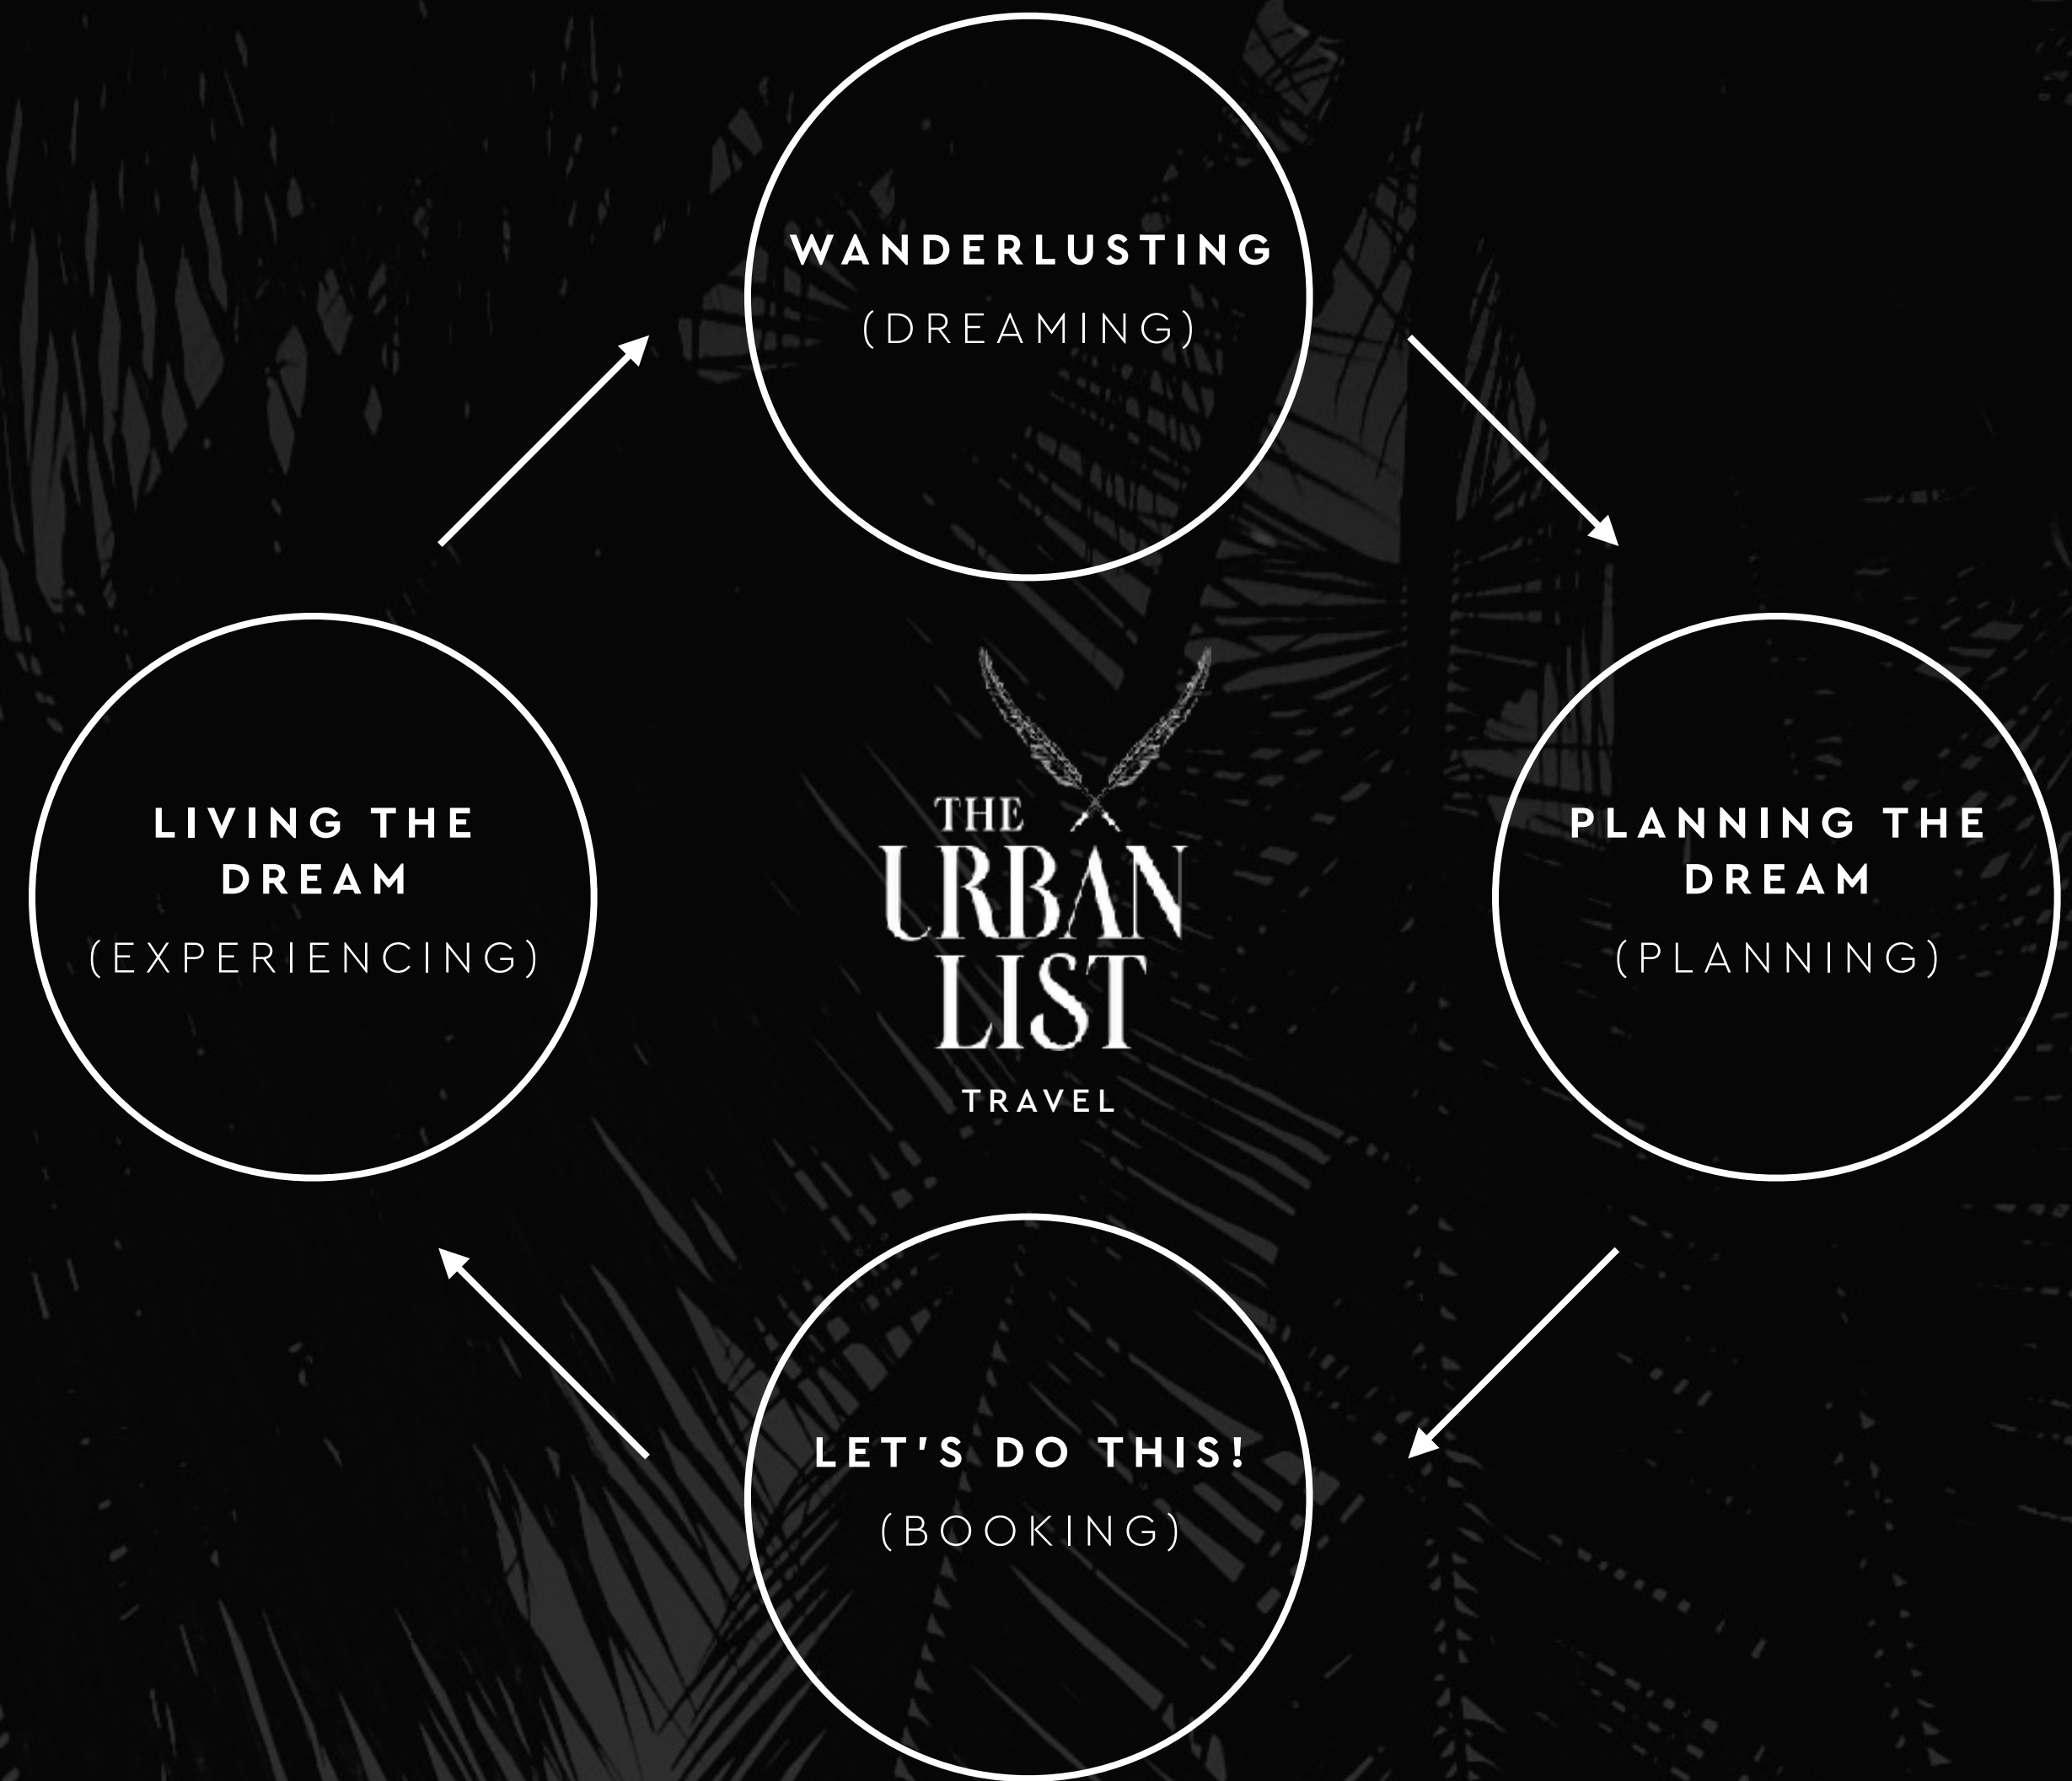 WANDERLUSTING
(DREAMING)
LIVING THE
DREAM
(EXPERIENCING)
THE
URBAN
LIST
TRAVEL
PLANNING THE
DREAM
(PLANNING)
LET'S DO THIS!
(BOOKING)